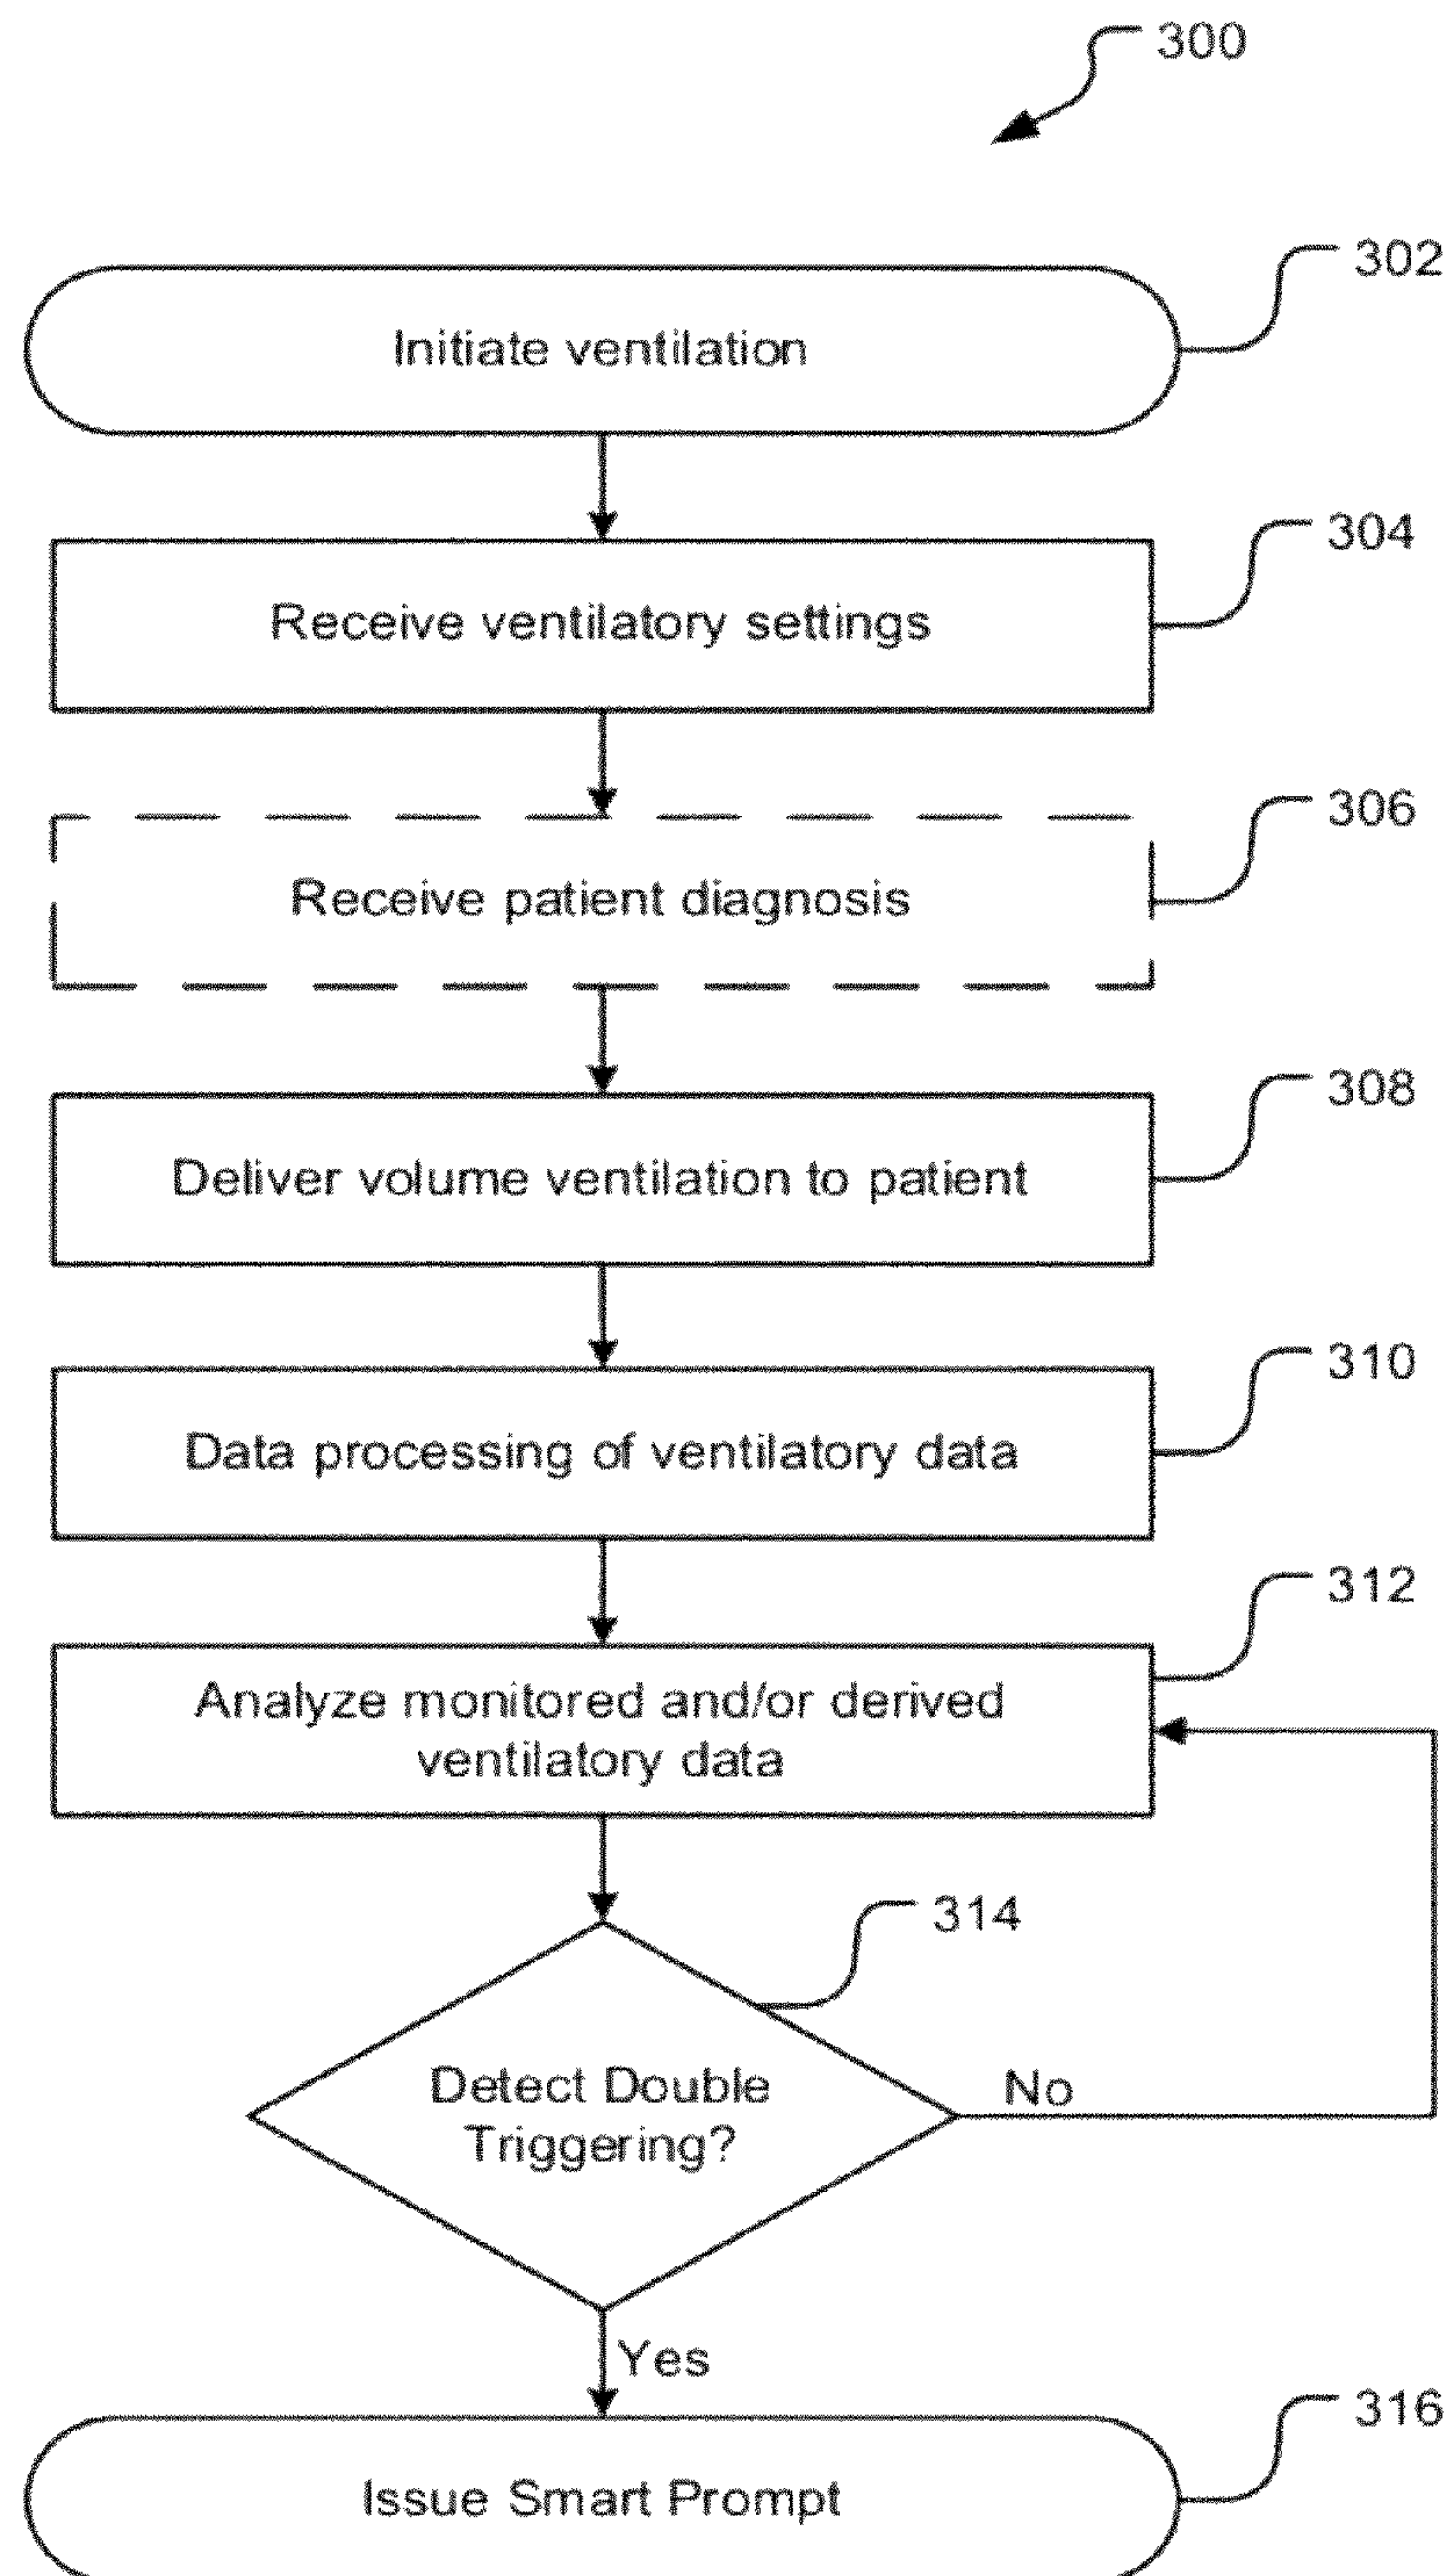 300
302
Initiate ventilation
304
Receive ventilatory settings
306
Receive patient diagnosis
308
Deliver volume ventilation to patient
310
Data processing of ventilatory data
312
Analyze monitored and/or derived
ventilatory data
314
Detect Double
Triggering?
No
Yes
316
Issue Smart Prompt